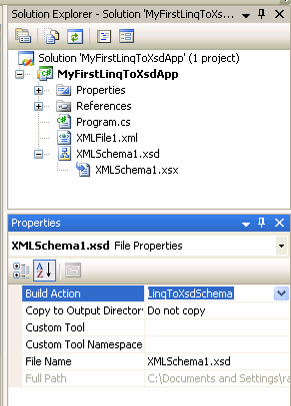 Solution Explorer - Solution 'MyFirstLinqToXs...
Solution 'MyFirstLinqToXsdApp' (1 project)
MyFirstLinqToXsdApp
Properties
References
Program.cs
XMLFile1.xml
XMLSchema1.xsd
XMLSchema1.xsx
Properties
XMLSchema1.xsd File Properties
Build Action LinqToXsdSchema
Copy to Output Director Do not copy
Custom Tool
Custom Tool Namespace
File Name XMLSchema1.xsd
Full Path C:\Documents and Settings\ra